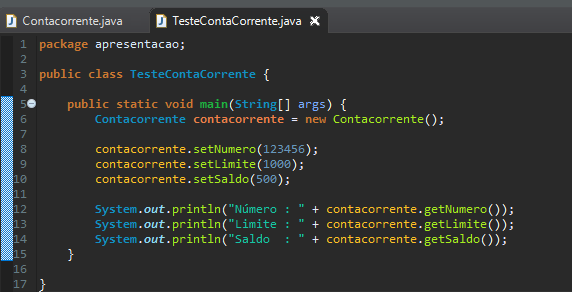 Contacorrente.java TesteContaCorrente.java
1 package apresentacao;
2
3 public class TesteContaCorrente {
4
5 public static void main(String[] args) {
6 Contacorrente contacorrente = new Contacorrente();
7
8 contacorrente.setNumero(123456);
9 contacorrente.setLimite(1000);
10 contacorrente.setSaldo(500);
11
12 System.out.println("Número : " + contacorrente.getNumero());
13 System.out.println("Limite : " + contacorrente.getLimite());
14 System.out.println("Saldo  : " + contacorrente.getSaldo());
15 }
16
17 }